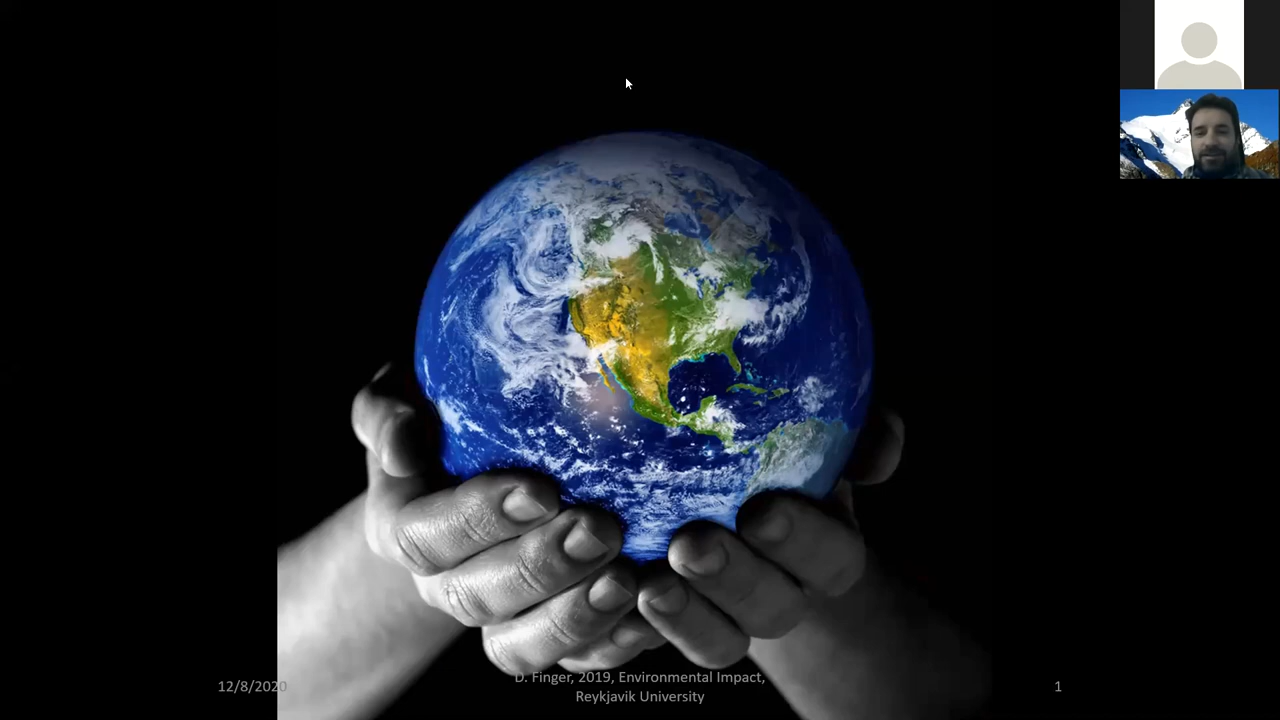 12/8/2020
D. Finger, 2019, Environmental Impact,
Reykjavik University
1